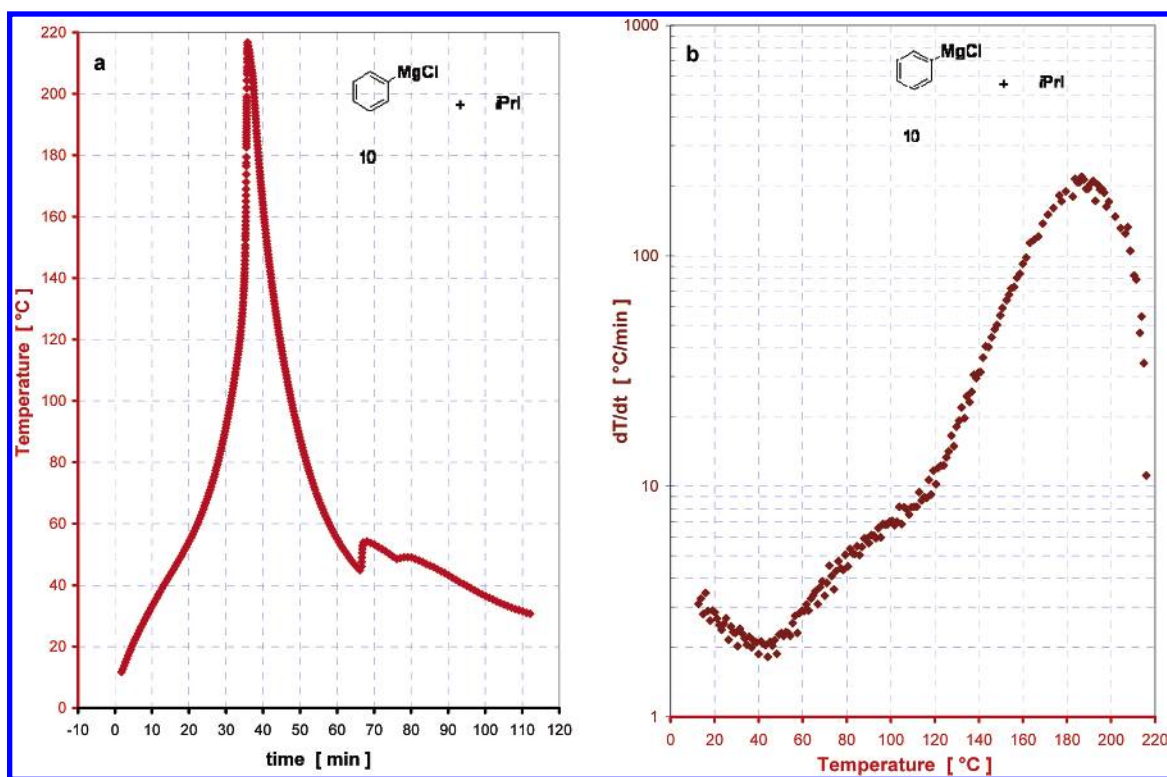 a
MgCl
+ iPrI
10
Temperature [ °C]
220
200
180
160
140
120
100
80
60
40
20
0
-10 0 10 20 30 40 50 60 70 80 90 100 110 120
time [ min ]
b
MgCl
+ iPrI
10
dT/dt [ °C/min ]
1000
100
10
1
0 20 40 60 80 100 120 140 160 180 200 220
Temperature [ °C]